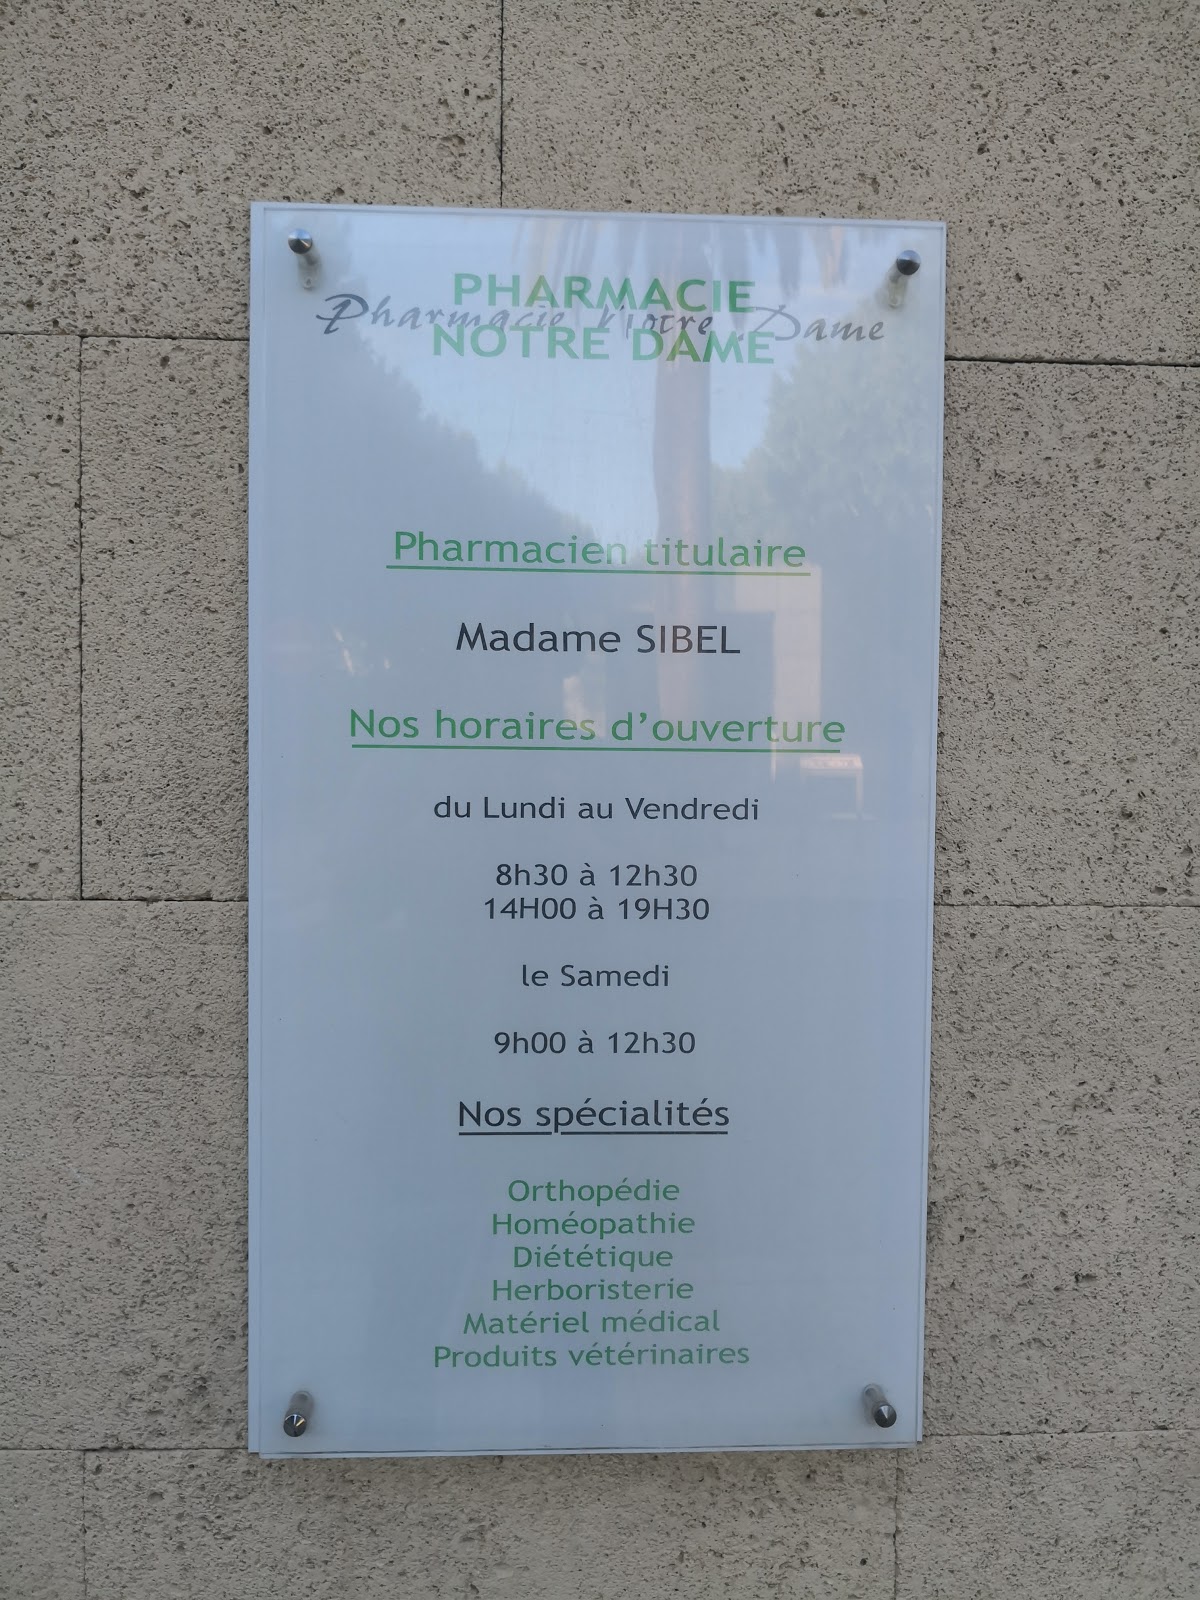 PHARMACIE
Pharmacie Notre Dame
NOTRE DAME
Pharmacien titulaire
Madame SIBEL
Nos horaires d'ouverture
du Lundi au Vendredi
8h30 à 12h30
14H00 à 19H30
le Samedi
9h00 à 12h30
Nos spécialités
Orthopédie
Homéopathie
Diététique
Herboristerie
Matériel médical
Produits vétérinaires